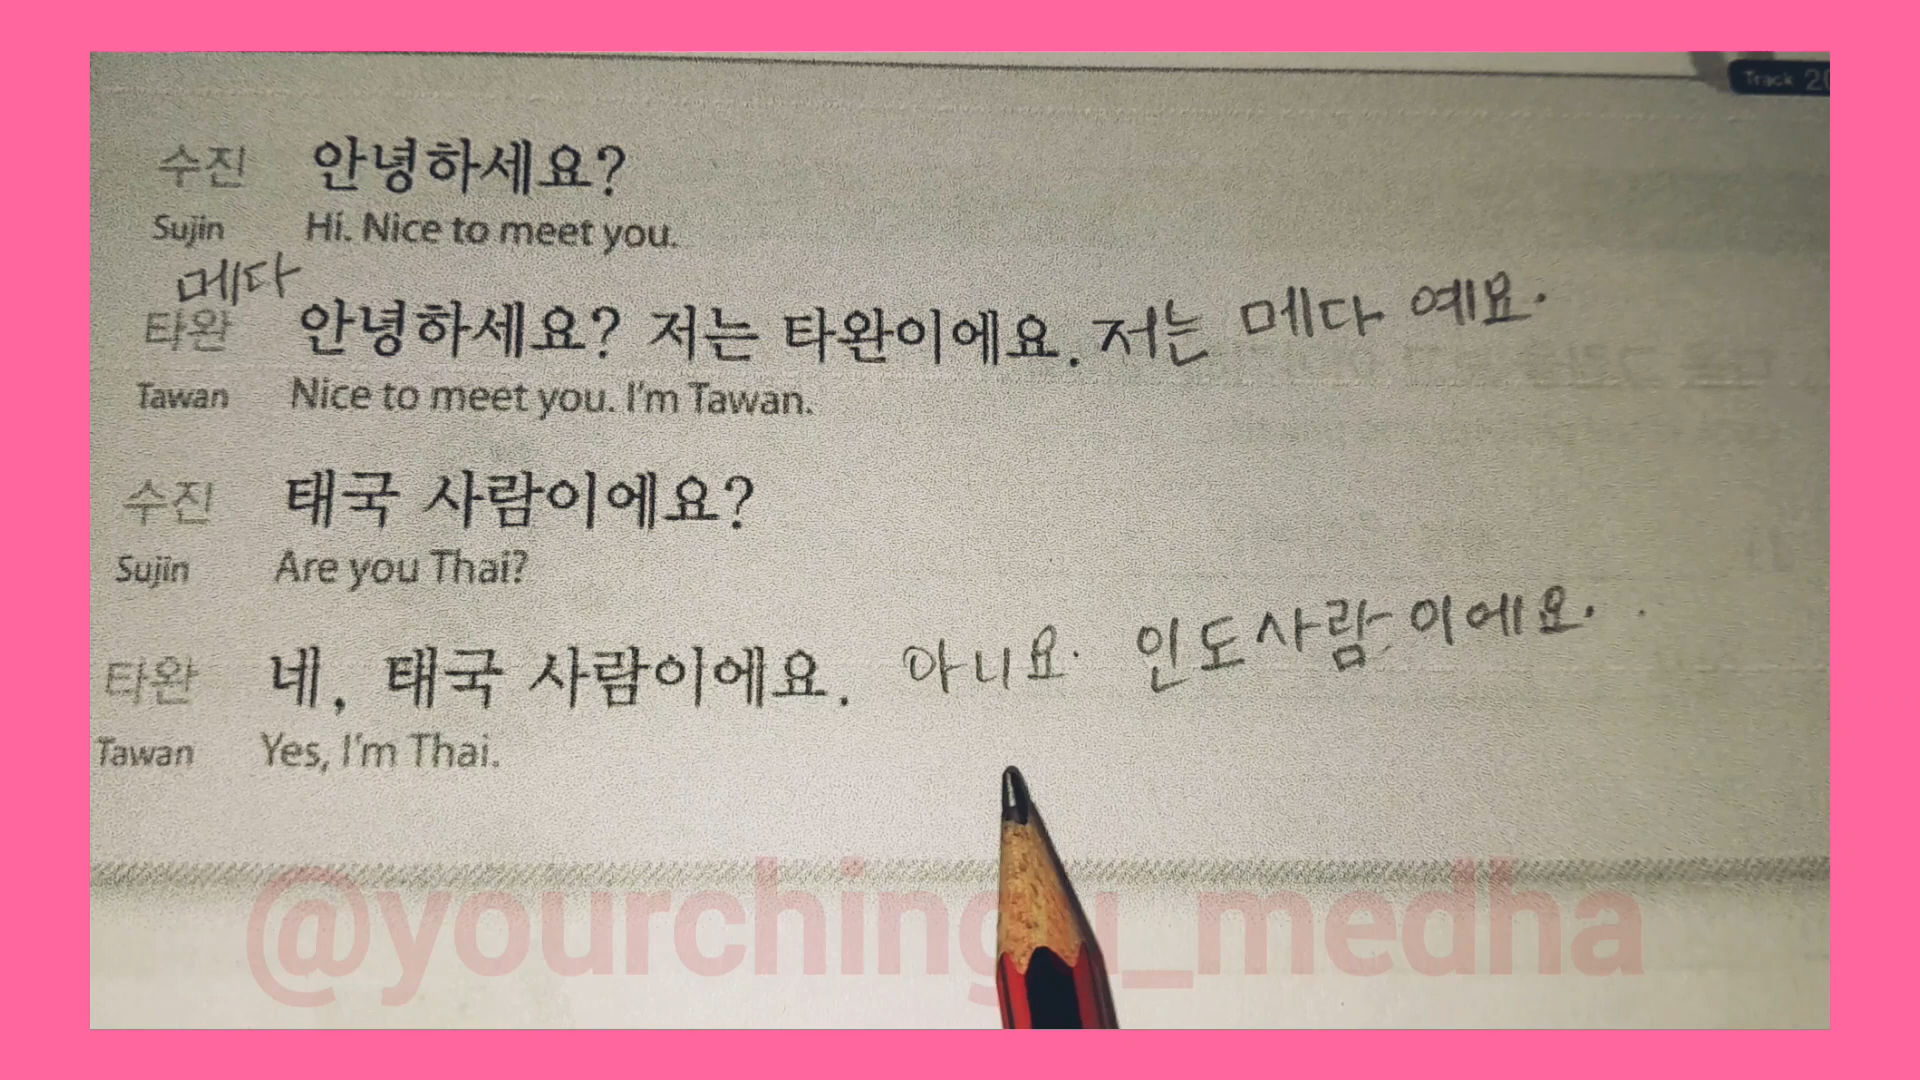 Track 20
수진 안녕하세요?
Sujin Hi. Nice to meet you.
메다
타완 안녕하세요? 저는 타완이에요. 저는 메다 예요.
Tawan Nice to meet you. I'm Tawan.
수진 태국 사람이에요?
Sujin Are you Thai?
타완 네, 태국 사람이에요. 아니요. 인도사람이에요.
Tawan Yes, I'm Thai.
@yourchingu_medha